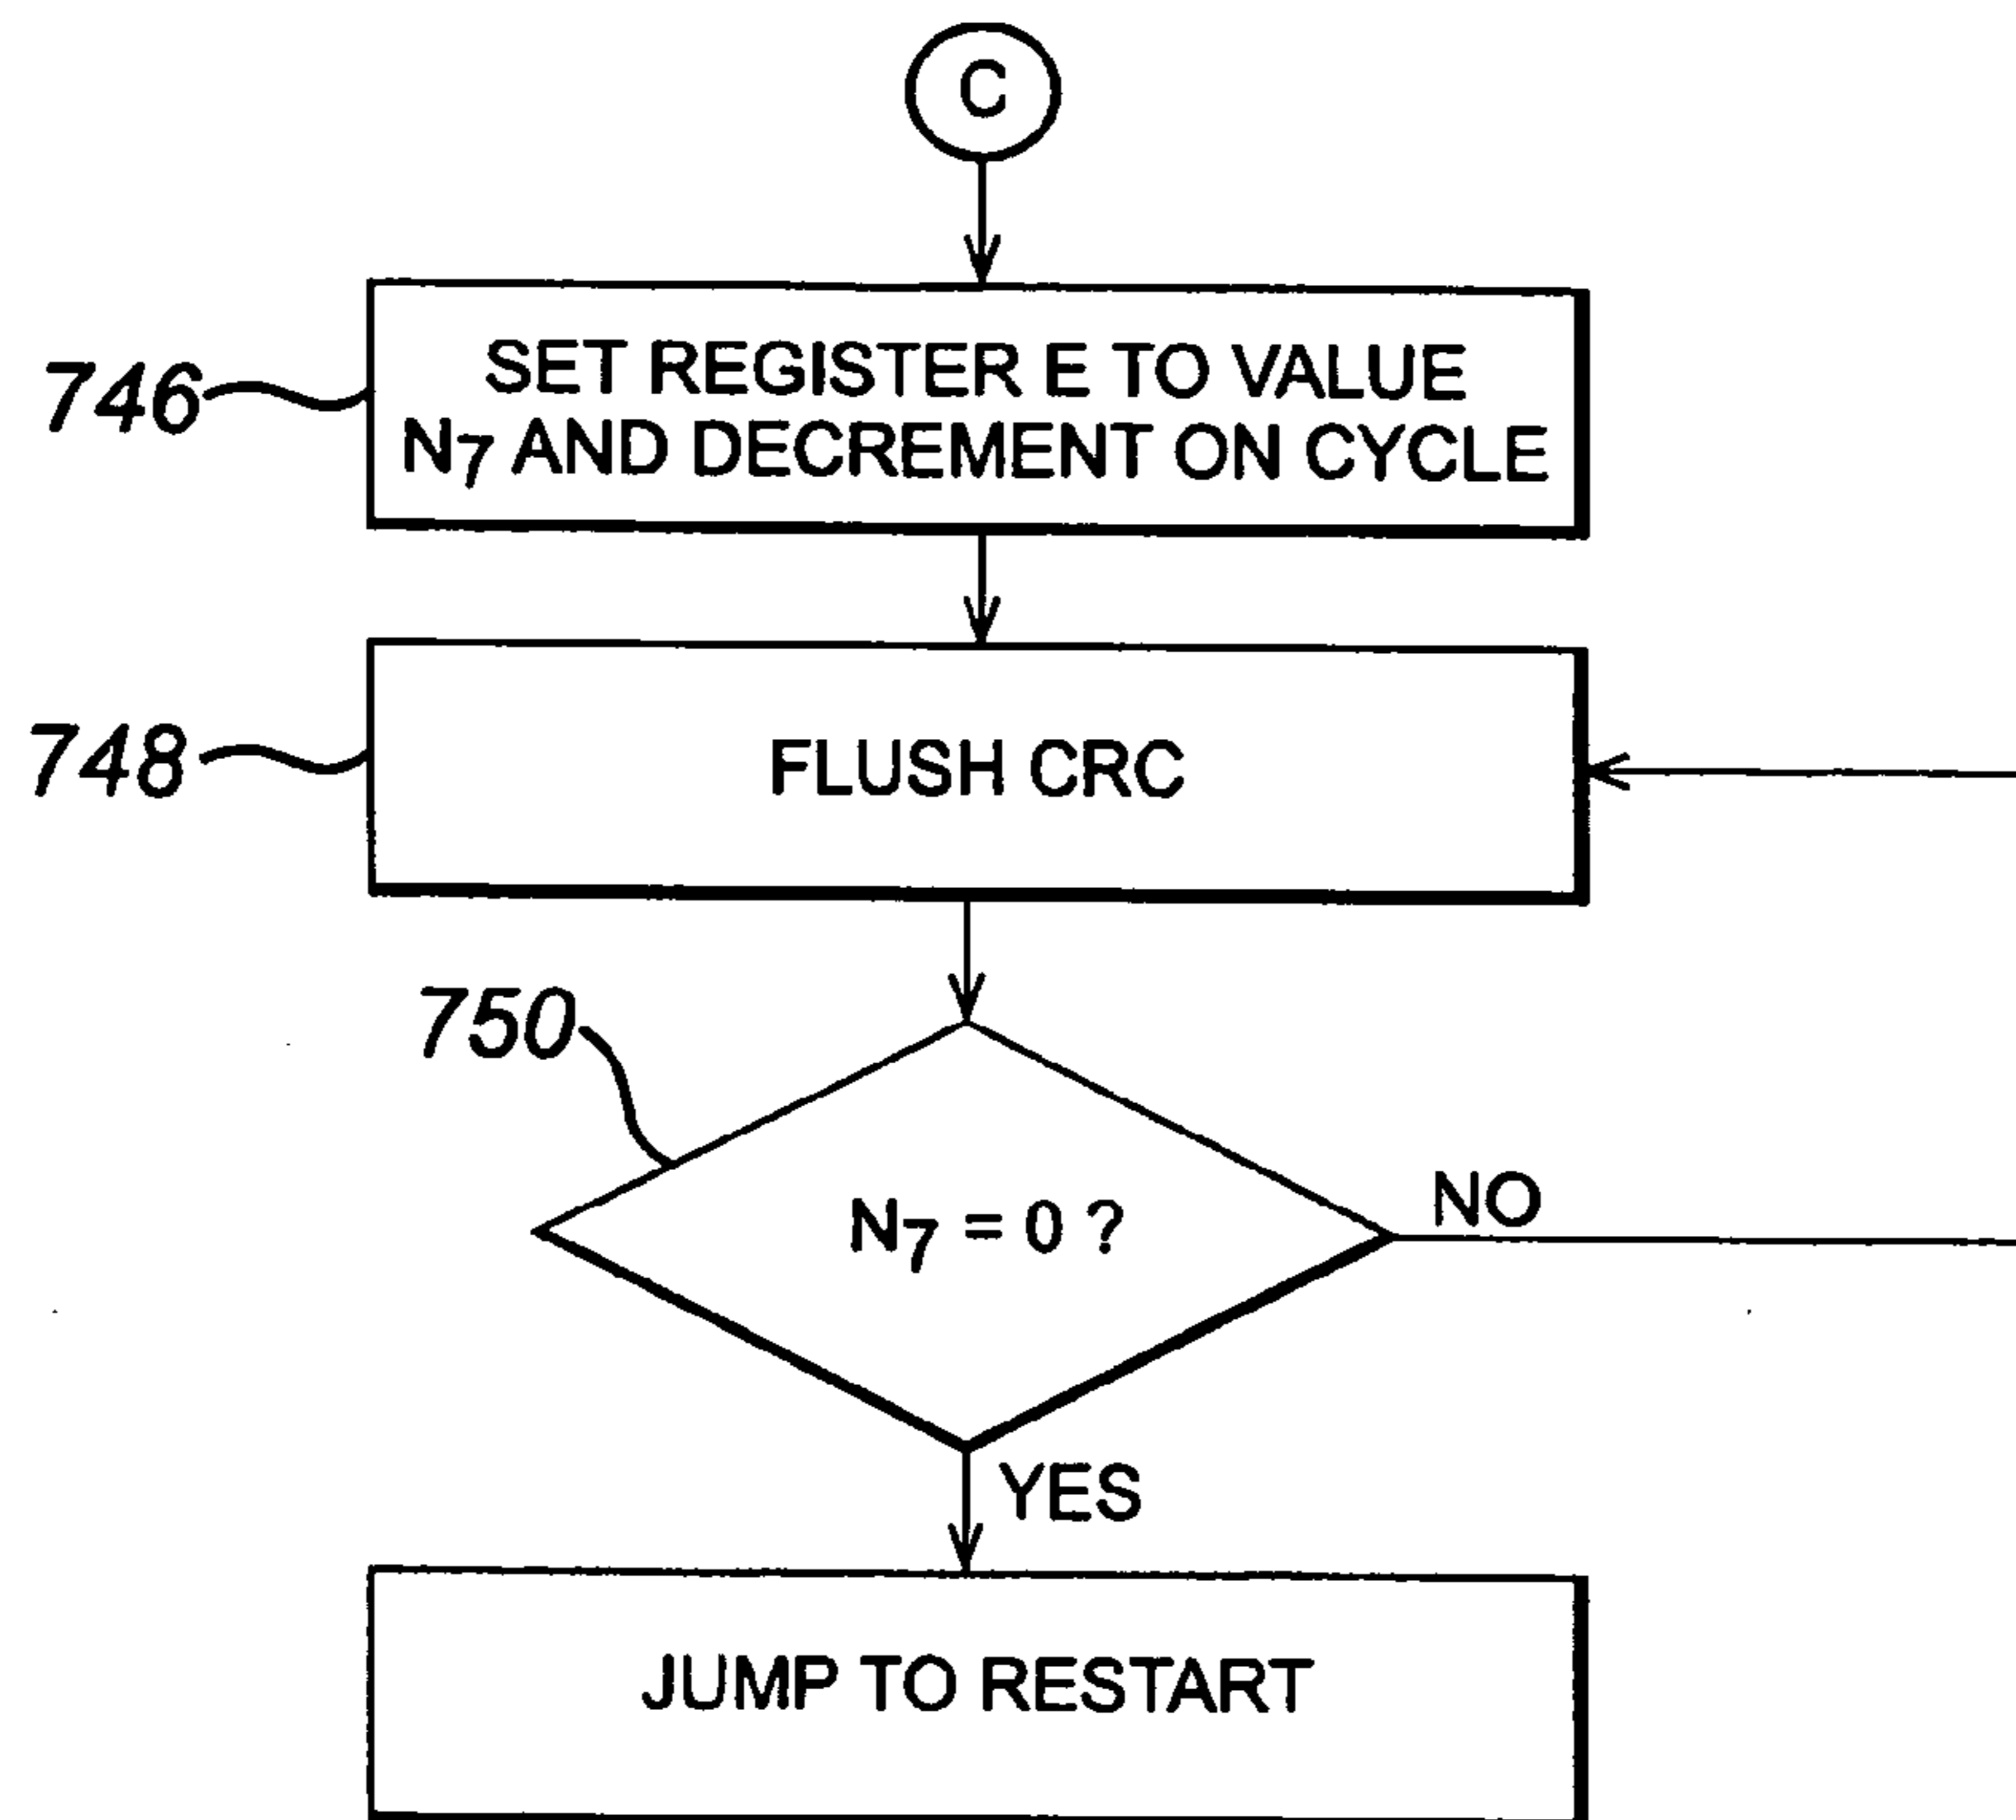 C
746
SET REGISTER E TO VALUE
N7 AND DECREMENT ON CYCLE
748
FLUSH CRC
750
N7 = 0 ?
NO
YES
JUMP TO RESTART